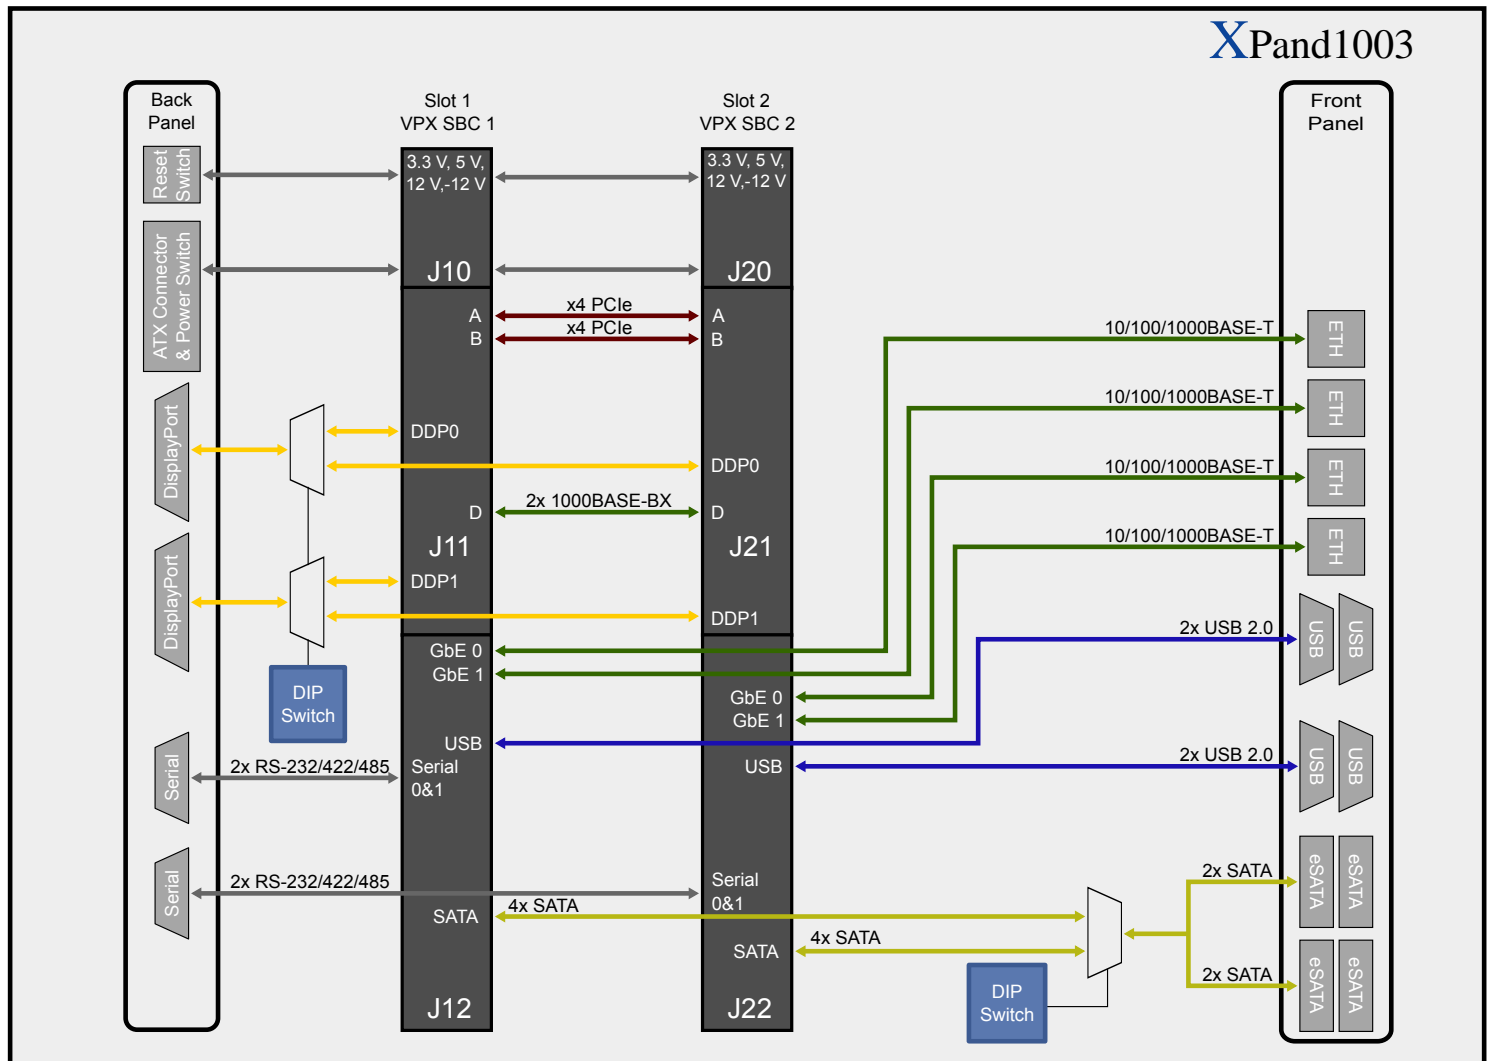 XPand1003
Back
Panel
Reset
Switch
ATX Connector
& Power Switch
DisplayPort
DisplayPort
Serial
Serial
DIP
Switch
2x RS-232/422/485
2x RS-232/422/485
Slot 1
VPX SBC 1
3.3 V, 5 V,
12 V,-12 V
J10
A
B
DDP0
D
J11
DDP1
GbE 0
GbE 1
USB
Serial
0&1
SATA
J12
x4 PCIe
x4 PCIe
2x 1000BASE-BX
4x SATA
Slot 2
VPX SBC 2
3.3 V, 5 V,
12 V,-12 V
J20
A
B
DDP0
D
J21
DDP1
GbE 0
GbE 1
USB
Serial
0&1
SATA
J22
4x SATA
DIP
Switch
10/100/1000BASE-T
10/100/1000BASE-T
10/100/1000BASE-T
10/100/1000BASE-T
2x USB 2.0
2x USB 2.0
2x SATA
2x SATA
Front
Panel
ETH
ETH
ETH
ETH
USB
USB
USB
USB
eSATA
eSATA
eSATA
eSATA